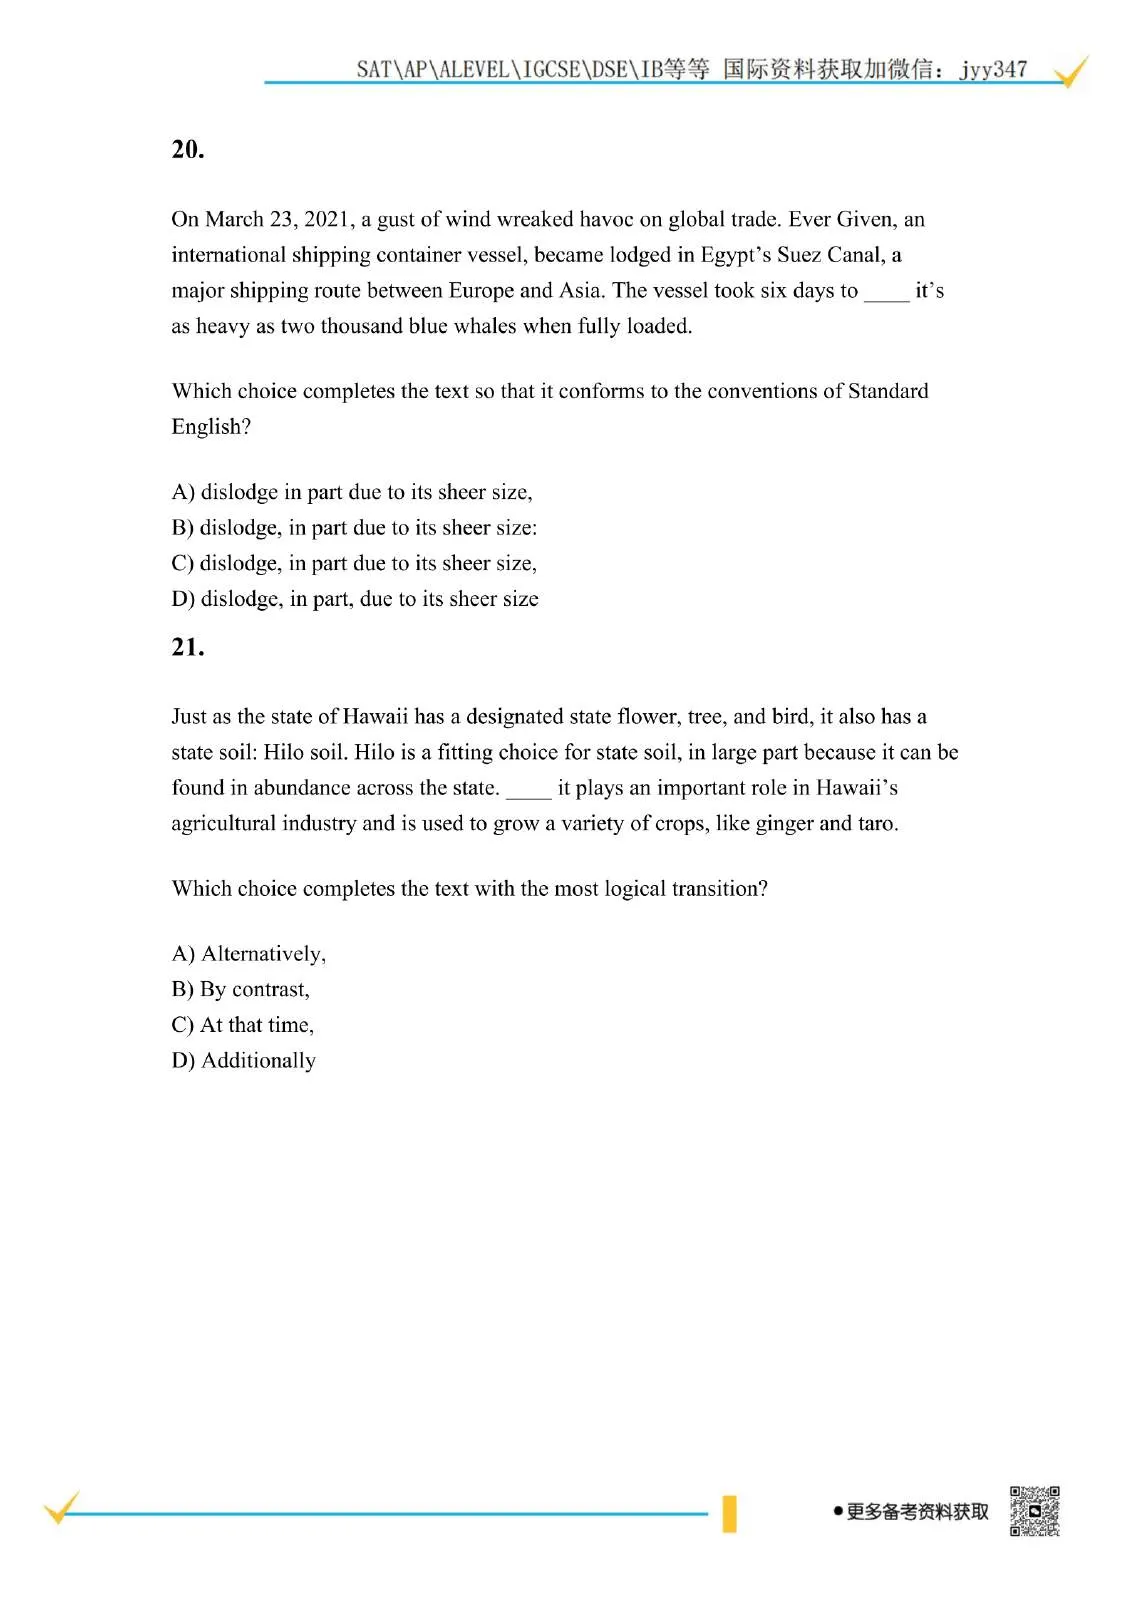 SAT\AP\ALEVEL\IGCSE\DSE\IB等等 国际资料获取加微信：jyy347
20.
On March 23, 2021, a gust of wind wreaked havoc on global trade. Ever Given, an
international shipping container vessel, became lodged in Egypt’s Suez Canal, a
major shipping route between Europe and Asia. The vessel took six days to ____ it’s
as heavy as two thousand blue whales when fully loaded.
Which choice completes the text so that it conforms to the conventions of Standard
English?
A) dislodge in part due to its sheer size,
B) dislodge, in part due to its sheer size:
C) dislodge, in part due to its sheer size,
D) dislodge, in part, due to its sheer size
21.
Just as the state of Hawaii has a designated state flower, tree, and bird, it also has a
state soil: Hilo soil. Hilo is a fitting choice for state soil, in large part because it can be
found in abundance across the state. ____ it plays an important role in Hawaii’s
agricultural industry and is used to grow a variety of crops, like ginger and taro.
Which choice completes the text with the most logical transition?
A) Alternatively,
B) By contrast,
C) At that time,
D) Additionally
●更多备考资料获取